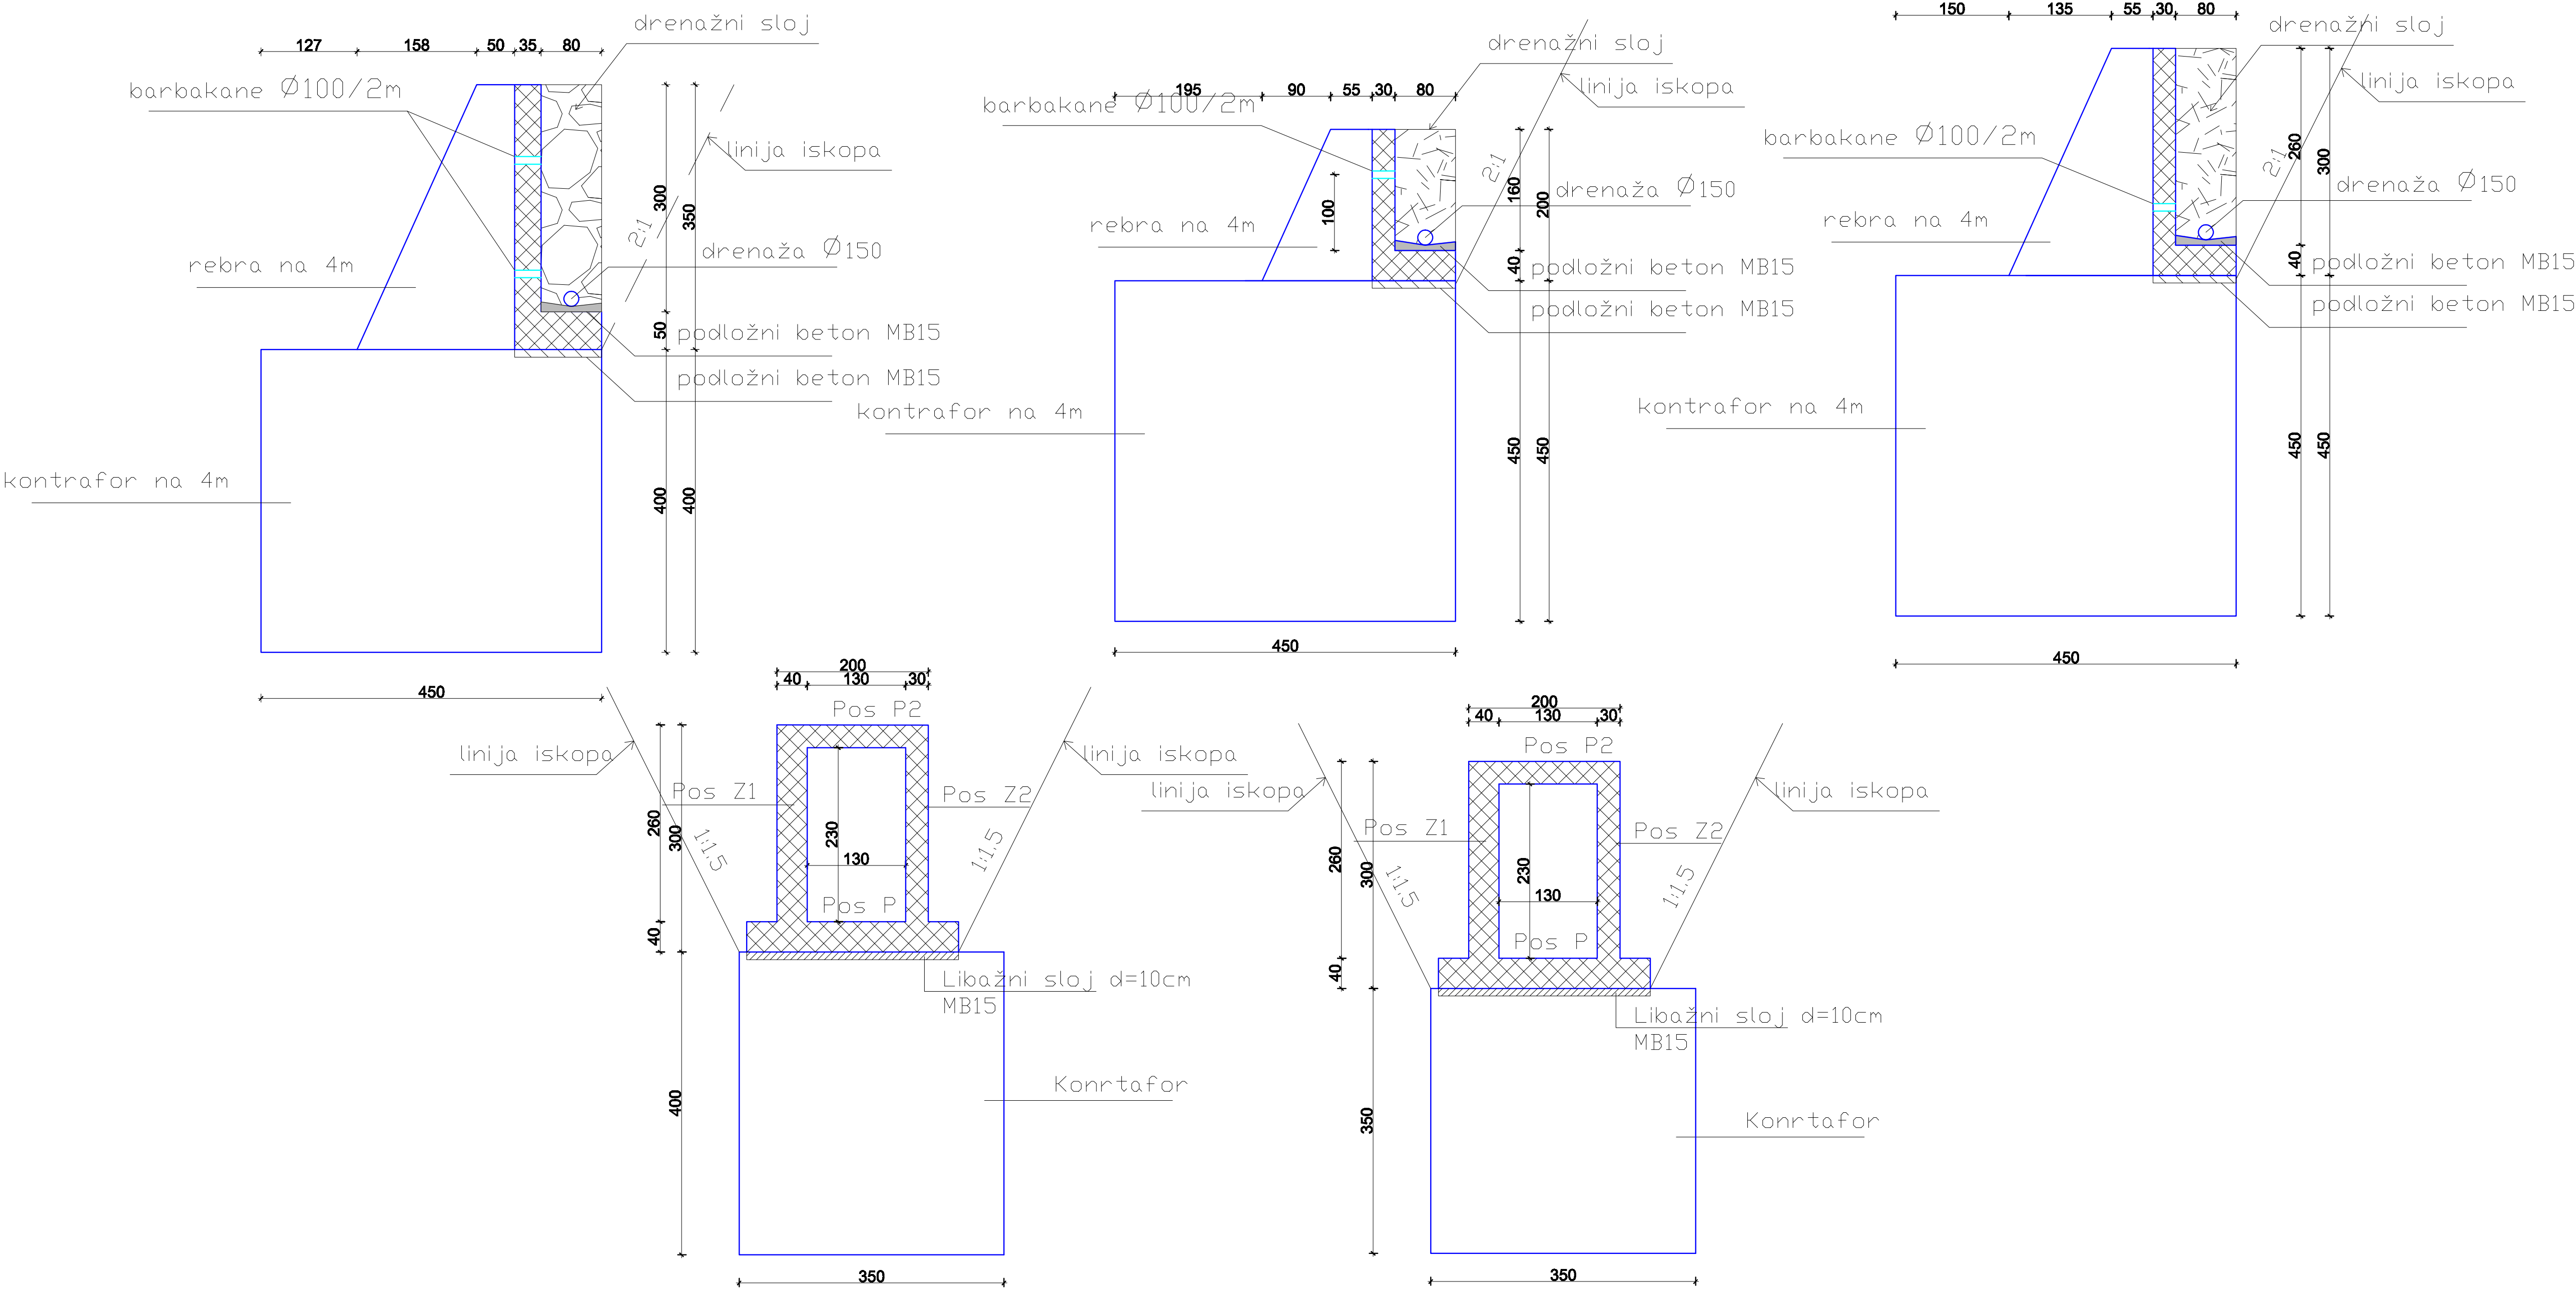 127 158 50 35 80
drenažni sloj
barbakane Ø100/2m
linija iskopa
2:1
300
350
rebra na 4m
drenaža Ø150
50
podložni beton MB15
podložni beton MB15
kontrafor na 4m
400
400
450
195 90 55 30 80
drenažni sloj
linija iskopa
barbakane Ø100/2m
2:1
100
160
200
drenaža Ø150
rebra na 4m
40
podložni beton MB15
podložni beton MB15
kontrafor na 4m
450
450
450
150 135 55 30 80
drenažni sloj
linija iskopa
barbakane Ø100/2m
2:1
260
300
drenaža Ø150
rebra na 4m
40
podložni beton MB15
podložni beton MB15
kontrafor na 4m
450
450
450
200
40 130 30
Pos P2
linija iskopa
linija iskopa
Pos Z1
Pos Z2
260
300
230
1:1.5
1:1.5
130
Pos P
40
Libažni sloj d=10cm
MB15
400
Konrtafor
350
200
40 130 30
Pos P2
linija iskopa
linija iskopa
Pos Z1
Pos Z2
260
300
230
1:1.5
1:1.5
130
Pos P
40
Libažni sloj d=10cm
MB15
350
Konrtafor
350